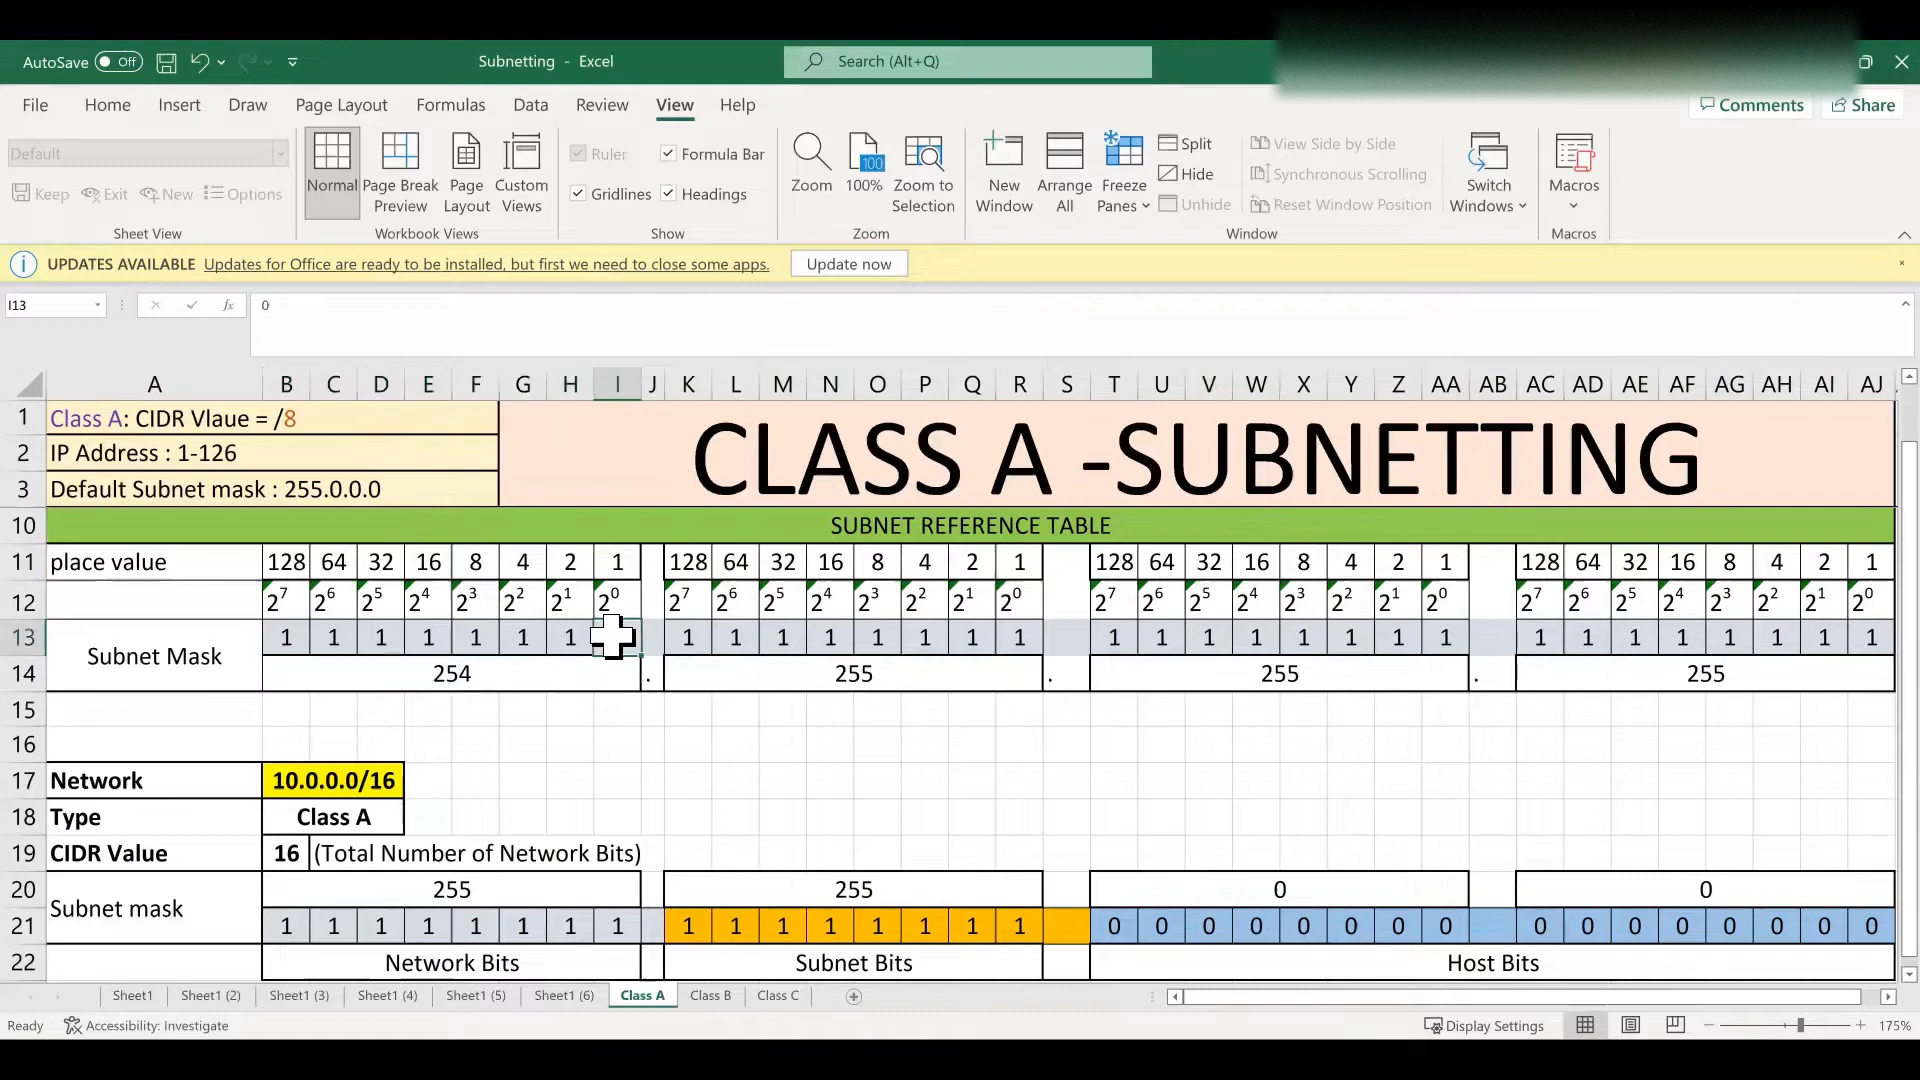 AutoSave Off Subnetting - Excel Search (Alt+Q)
File Home Insert Draw Page Layout Formulas Data Review View Help Comments Share
Default
Keep Exit New Options
Sheet View
Normal Page Break Preview Page Layout Custom Views
Workbook Views
Ruler Formula Bar
Gridlines Headings
Show
Zoom 100 100% Zoom to Selection
Zoom
New Window Arrange All Freeze Panes
Split
Hide
Unhide
View Side by Side
Synchronous Scrolling
Reset Window Position
Switch Windows
Window
Macros
Macros
UPDATES AVAILABLE Updates for Office are ready to be installed, but first we need to close some apps. Update now
I13 fx 0
A B C D E F G H I J K L M N O P Q R S T U V W X Y Z AA AB AC AD AE AF AG AH AI AJ
1 Class A: CIDR Vlaue = /8
2 IP Address : 1-126
3 Default Subnet mask : 255.0.0.0
CLASS A -SUBNETTING
10 SUBNET REFERENCE TABLE
11 place value 128 64 32 16 8 4 2 1 128 64 32 16 8 4 2 1 128 64 32 16 8 4 2 1 128 64 32 16 8 4 2 1
12 2⁷ 2⁶ 2⁵ 2⁴ 2³ 2² 2¹ 2⁰ 2⁷ 2⁶ 2⁵ 2⁴ 2³ 2² 2¹ 2⁰ 2⁷ 2⁶ 2⁵ 2⁴ 2³ 2² 2¹ 2⁰ 2⁷ 2⁶ 2⁵ 2⁴ 2³ 2² 2¹ 2⁰
13 Subnet Mask 1 1 1 1 1 1 1 1 1 1 1 1 1 1 1 1 1 1 1 1 1 1 1 1 1 1 1 1 1 1 1
14 254 . 255 . 255 . 255
15
16
17 Network 10.0.0.0/16
18 Type Class A
19 CIDR Value 16 (Total Number of Network Bits)
20 Subnet mask 255 255 0 0
21 1 1 1 1 1 1 1 1 1 1 1 1 1 1 1 1 0 0 0 0 0 0 0 0 0 0 0 0 0 0 0 0
22 Network Bits Subnet Bits Host Bits
Sheet1 Sheet1 (2) Sheet1 (3) Sheet1 (4) Sheet1 (5) Sheet1 (6) Class A Class B Class C
Ready Accessibility: Investigate Display Settings 175%